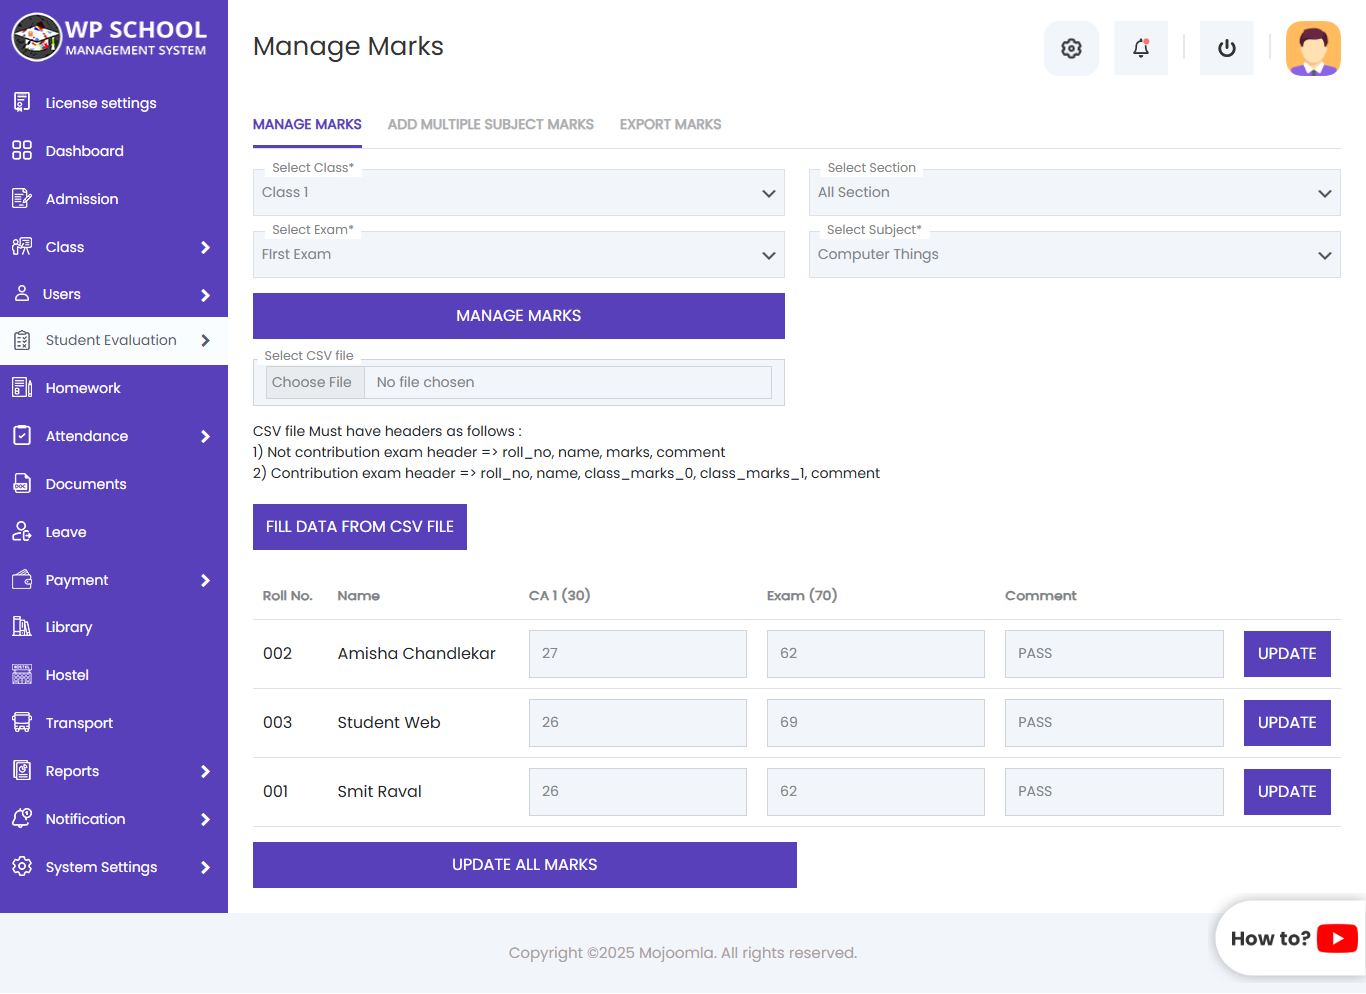 WP SCHOOL
MANAGEMENT SYSTEM
License settings
Dashboard
Admission
Class
Users
Student Evaluation
Homework
Attendance
Documents
Leave
Payment
Library
Hostel
Transport
Reports
Notification
System Settings
Manage Marks
MANAGE MARKS ADD MULTIPLE SUBJECT MARKS EXPORT MARKS
Select Class* Select Section
Class 1 All Section
Select Exam* Select Subject*
FIrst Exam Computer Things
MANAGE MARKS
Select CSV file
Choose File No file chosen
CSV file Must have headers as follows :
1) Not contribution exam header => roll_no, name, marks, comment
2) Contribution exam header => roll_no, name, class_marks_0, class_marks_1, comment
FILL DATA FROM CSV FILE
Roll No. Name CA 1 (30) Exam (70) Comment
002 Amisha Chandlekar 27 62 PASS UPDATE
003 Student Web 26 69 PASS UPDATE
001 Smit Raval 26 62 PASS UPDATE
UPDATE ALL MARKS
Copyright ©2025 Mojoomla. All rights reserved.
How to?